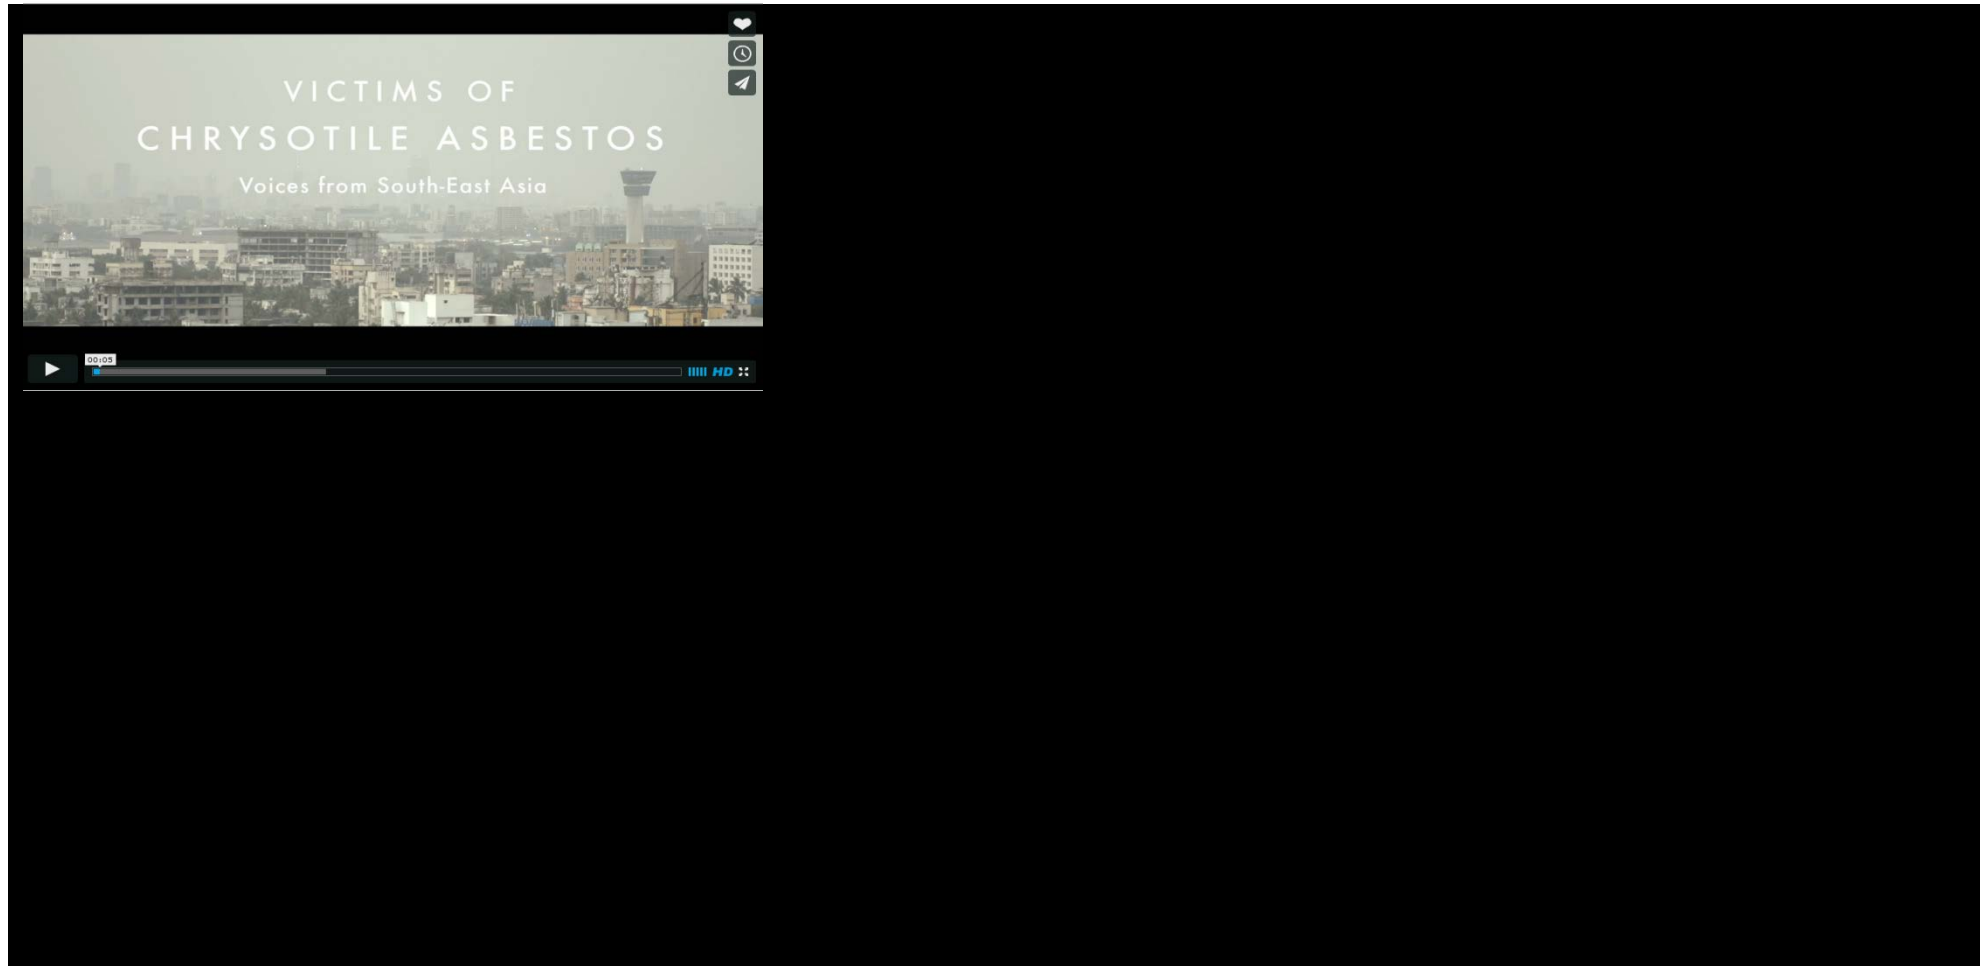 VICTIMS OF
CHRYSOTILE ASBESTOS
Voices from South-East Asia
00:05
HD